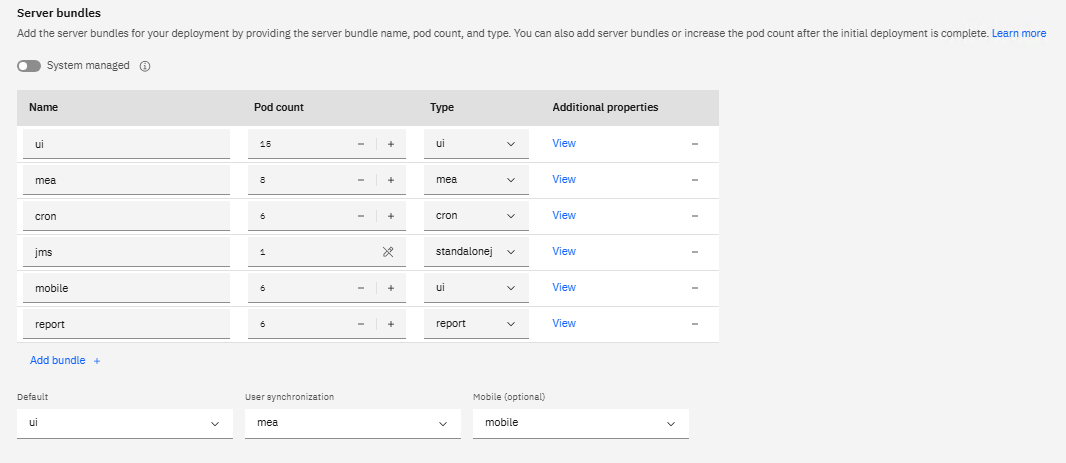 Server bundles
Add the server bundles for your deployment by providing the server bundle name, pod count, and type. You can also add server bundles or increase the pod count after the initial deployment is complete. Learn more
System managed
Name Pod count Type Additional properties
ui 15 − + ui View −
mea 8 − + mea View −
cron 6 − + cron View −
jms 1 standalonej View −
mobile 6 − + ui View −
report 6 − + report View −
Add bundle +
Default User synchronization Mobile (optional)
ui mea mobile